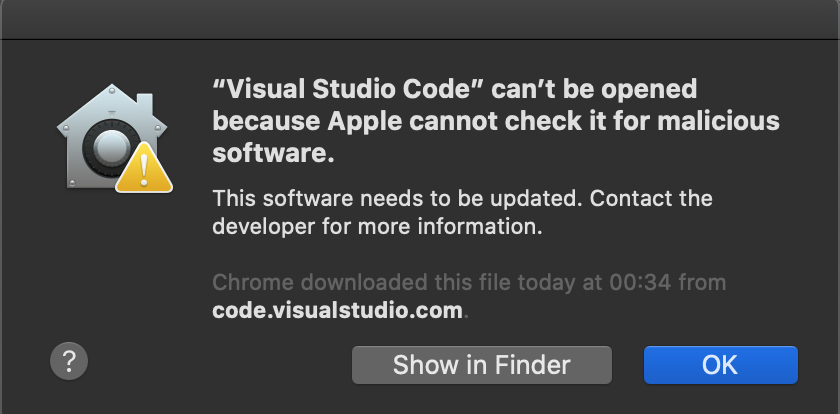 “Visual Studio Code” can’t be opened
because Apple cannot check it for malicious
software.
This software needs to be updated. Contact the
developer for more information.
Chrome downloaded this file today at 00:34 from
code.visualstudio.com.
?
Show in Finder
OK